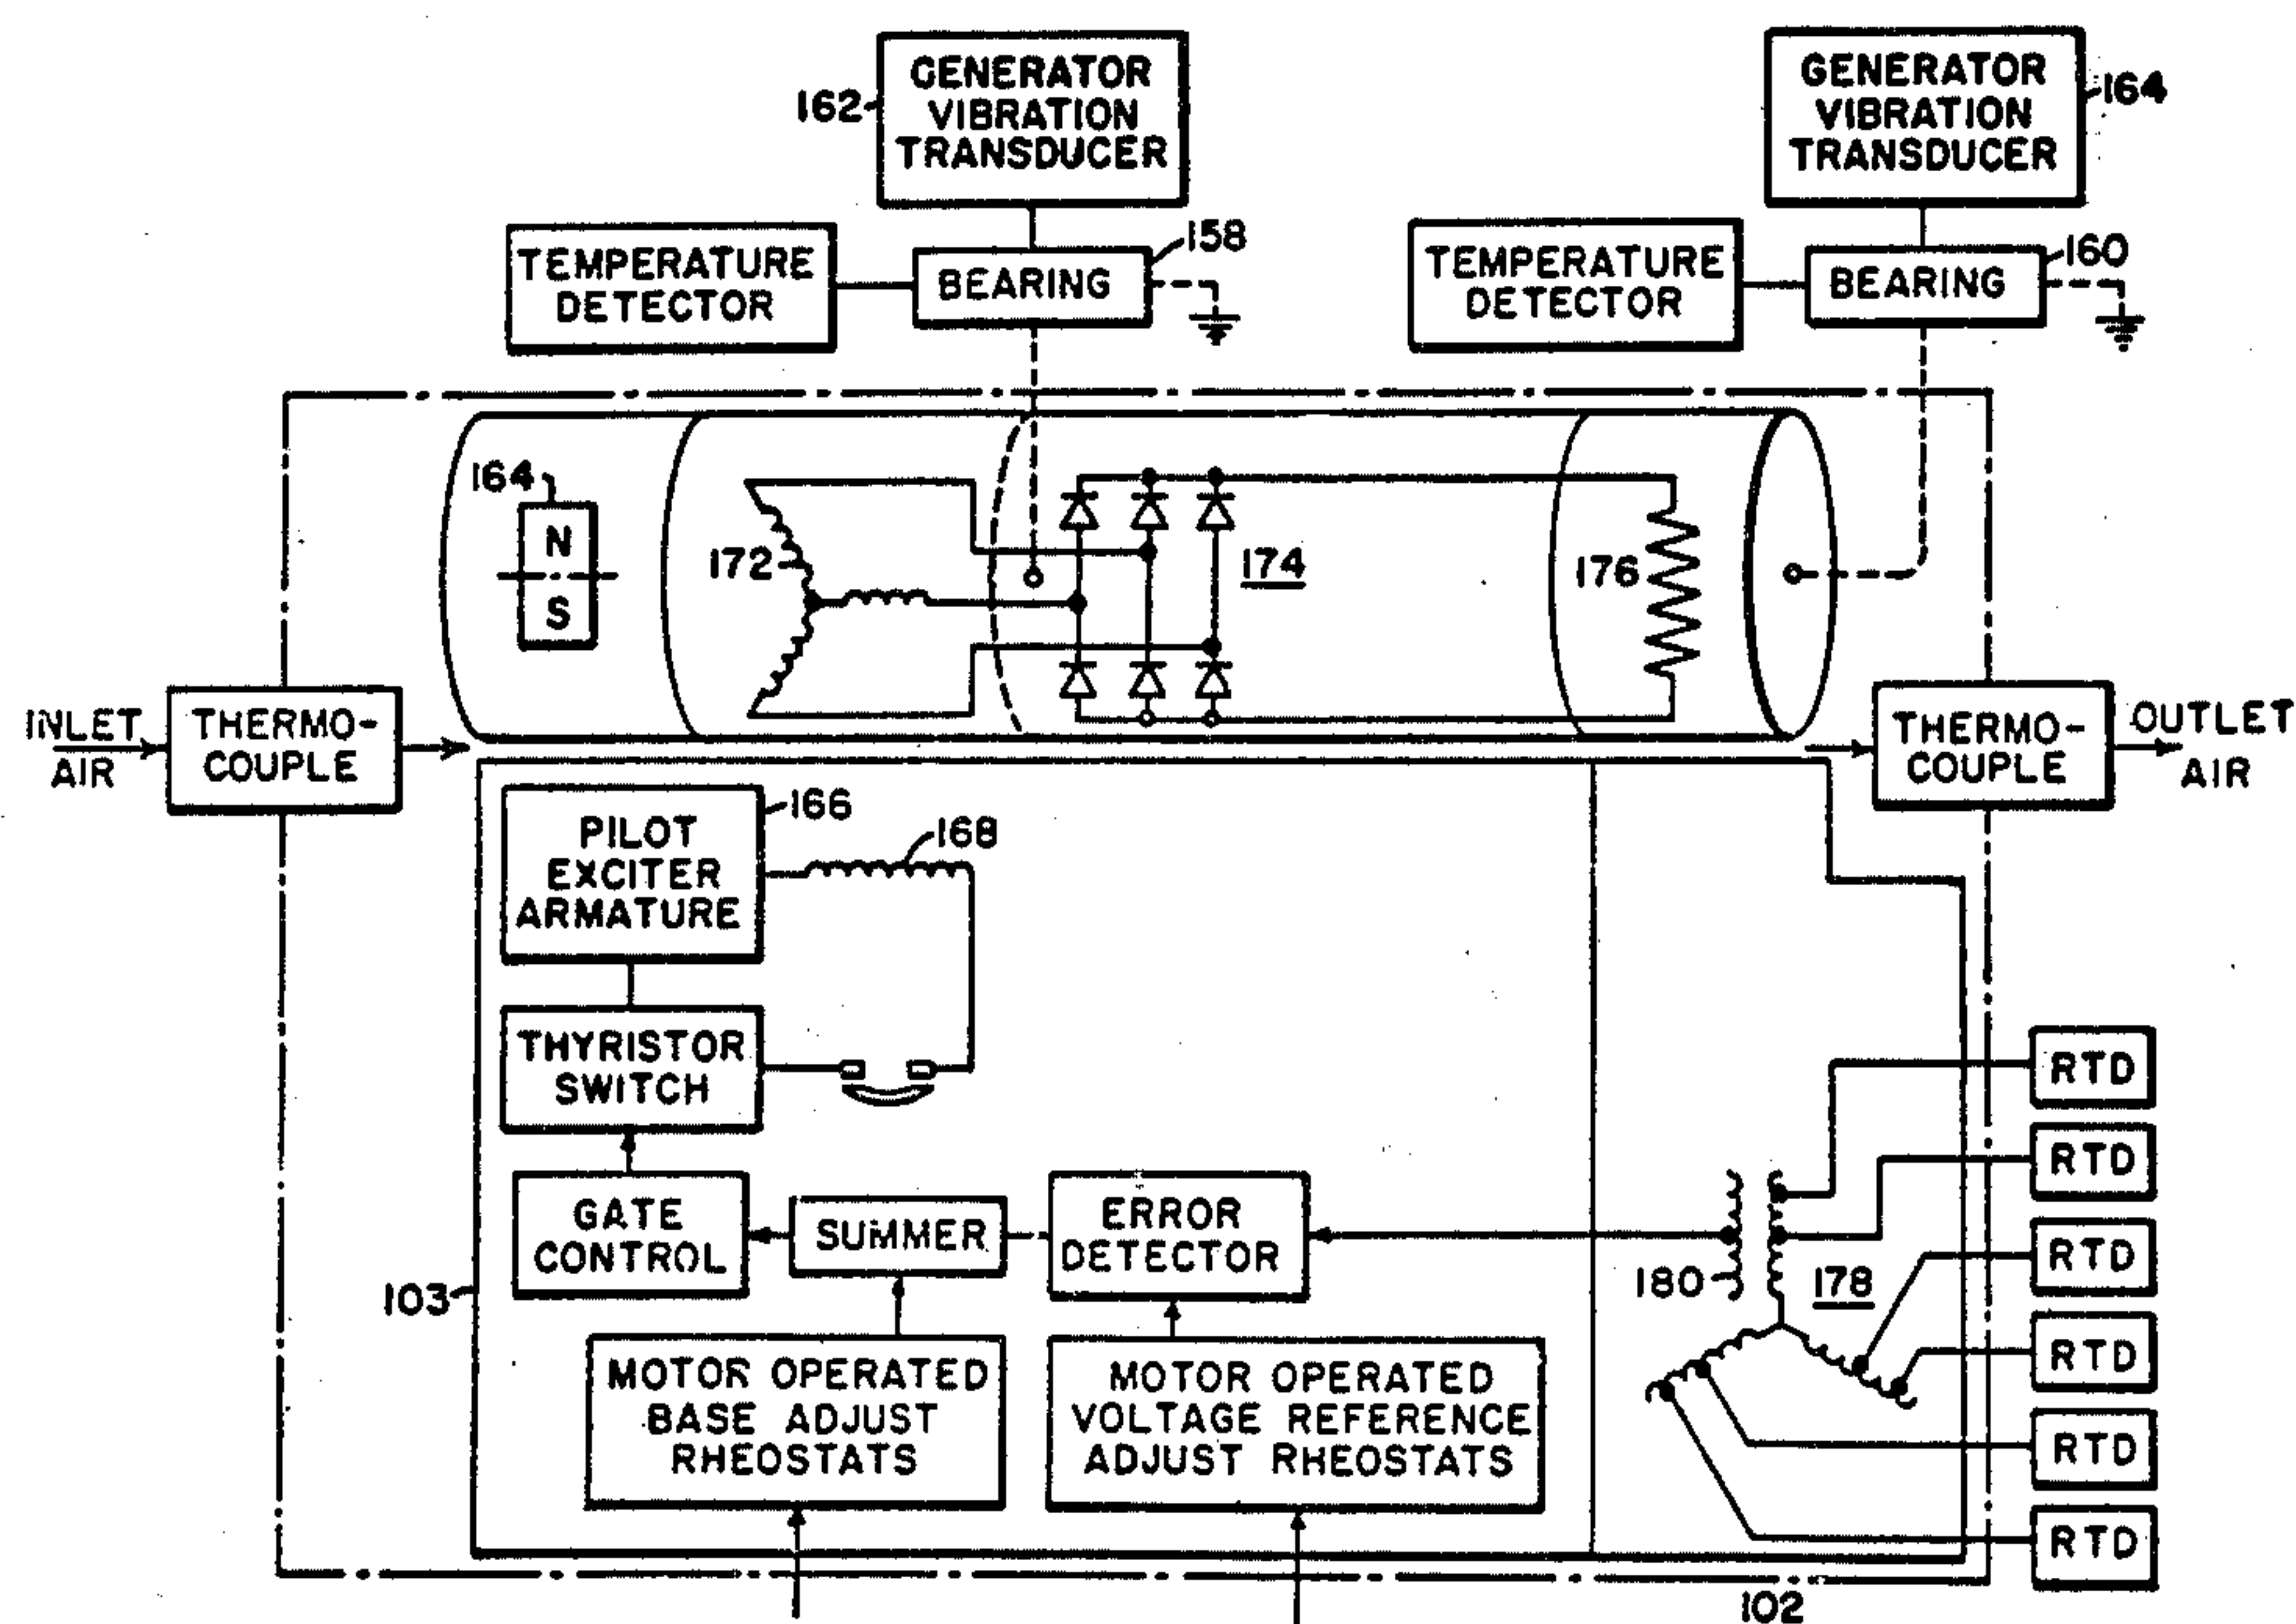 GENERATOR
VIBRATION
TRANSDUCER
162
GENERATOR
VIBRATION
TRANSDUCER
164
TEMPERATURE
DETECTOR
BEARING
158
TEMPERATURE
DETECTOR
BEARING
160
164
N
S
172
174
176
INLET
AIR
THERMO-
COUPLE
THERMO-
COUPLE
OUTLET
AIR
PILOT
EXCITER
ARMATURE
166
168
THYRISTOR
SWITCH
GATE
CONTROL
SUMMER
ERROR
DETECTOR
180
178
103
MOTOR OPERATED
BASE ADJUST
RHEOSTATS
MOTOR OPERATED
VOLTAGE REFERENCE
ADJUST RHEOSTATS
RTD
RTD
RTD
RTD
RTD
RTD
102